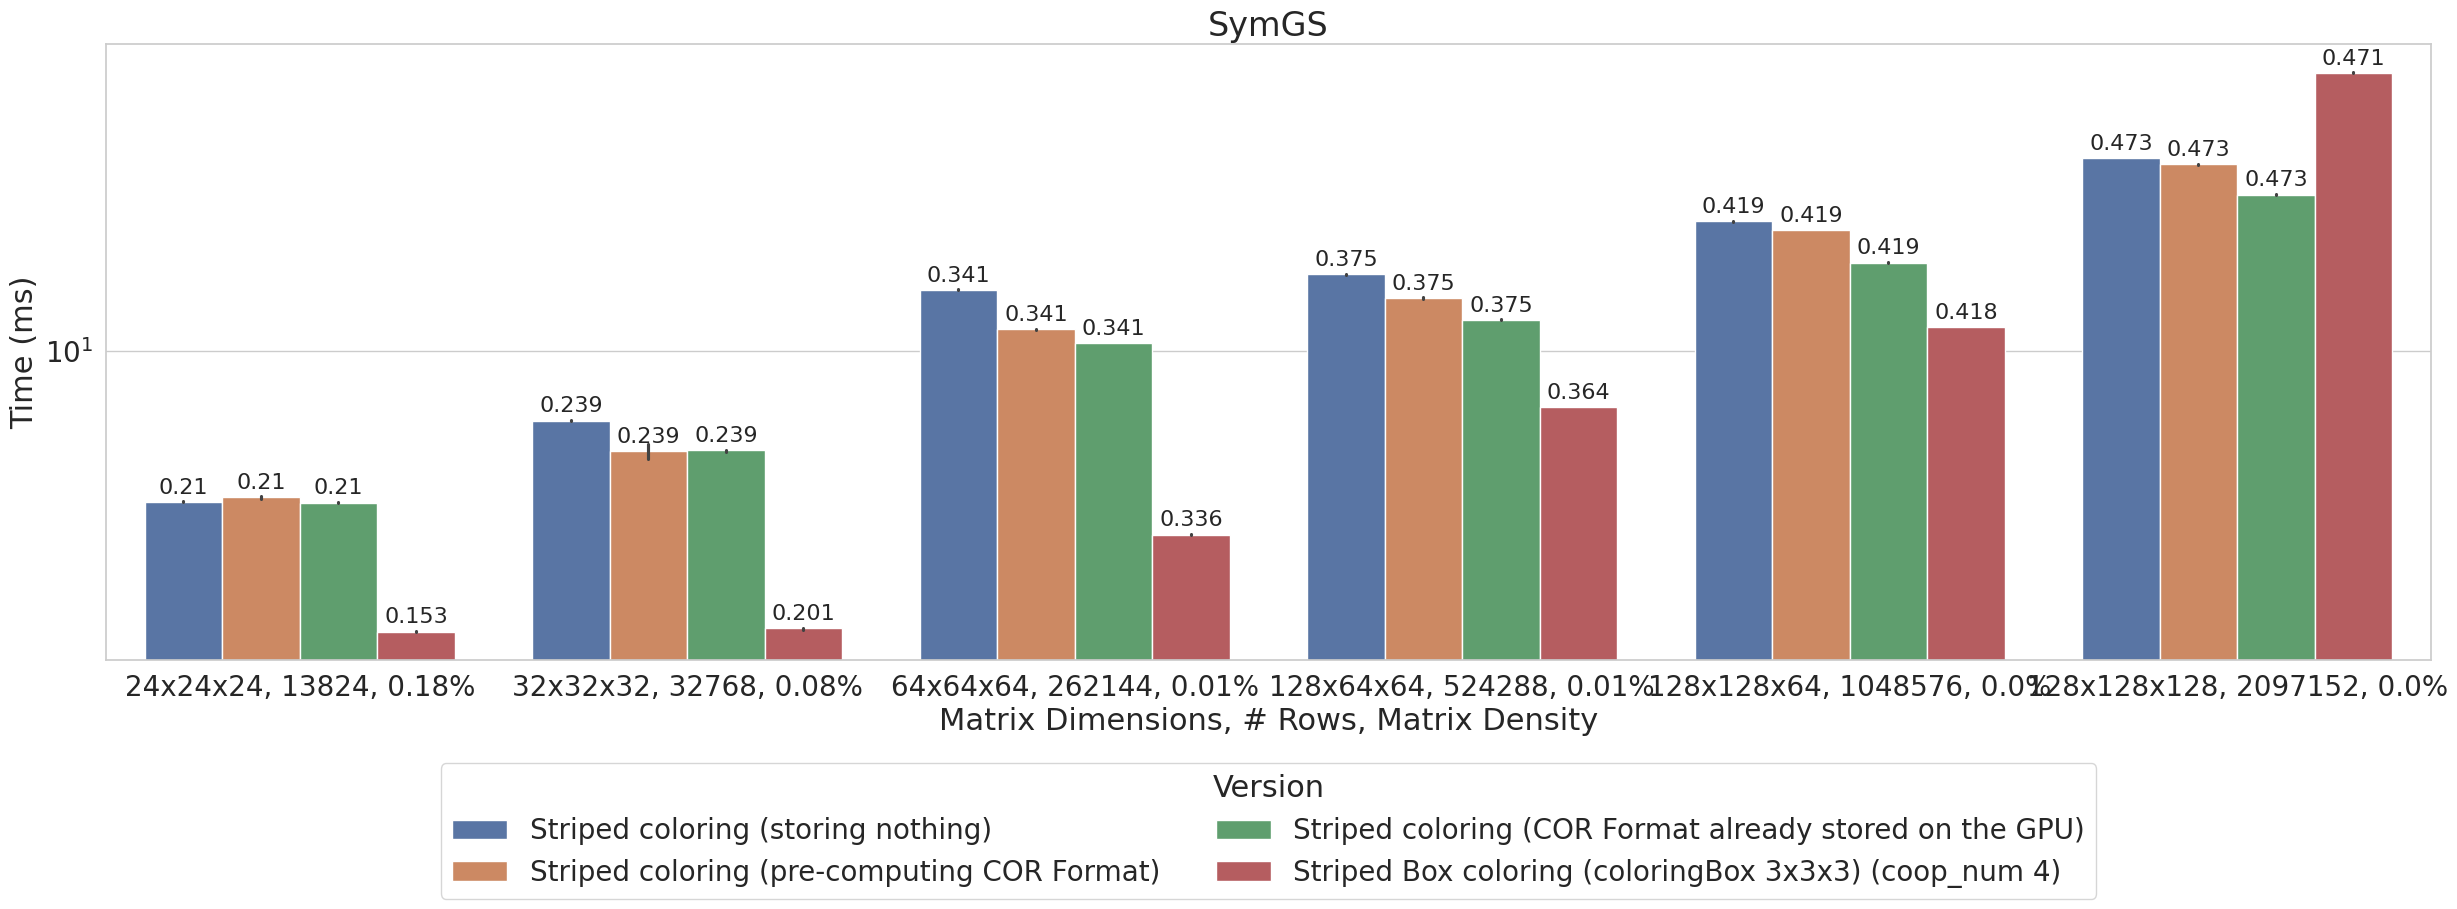 SymGS
Time (ms)
10¹
0.21
0.21
0.21
0.153
0.239
0.239
0.239
0.201
0.341
0.341
0.341
0.336
0.375
0.375
0.375
0.364
0.419
0.419
0.419
0.418
0.473
0.473
0.473
0.471
24x24x24, 13824, 0.18%
32x32x32, 32768, 0.08%
64x64x64, 262144, 0.01%
128x64x64, 524288, 0.01%
128x128x64, 1048576, 0.0%
128x128x128, 2097152, 0.0%
Matrix Dimensions, # Rows, Matrix Density
Version
Striped coloring (storing nothing)
Striped coloring (pre-computing COR Format)
Striped coloring (COR Format already stored on the GPU)
Striped Box coloring (coloringBox 3x3x3) (coop_num 4)